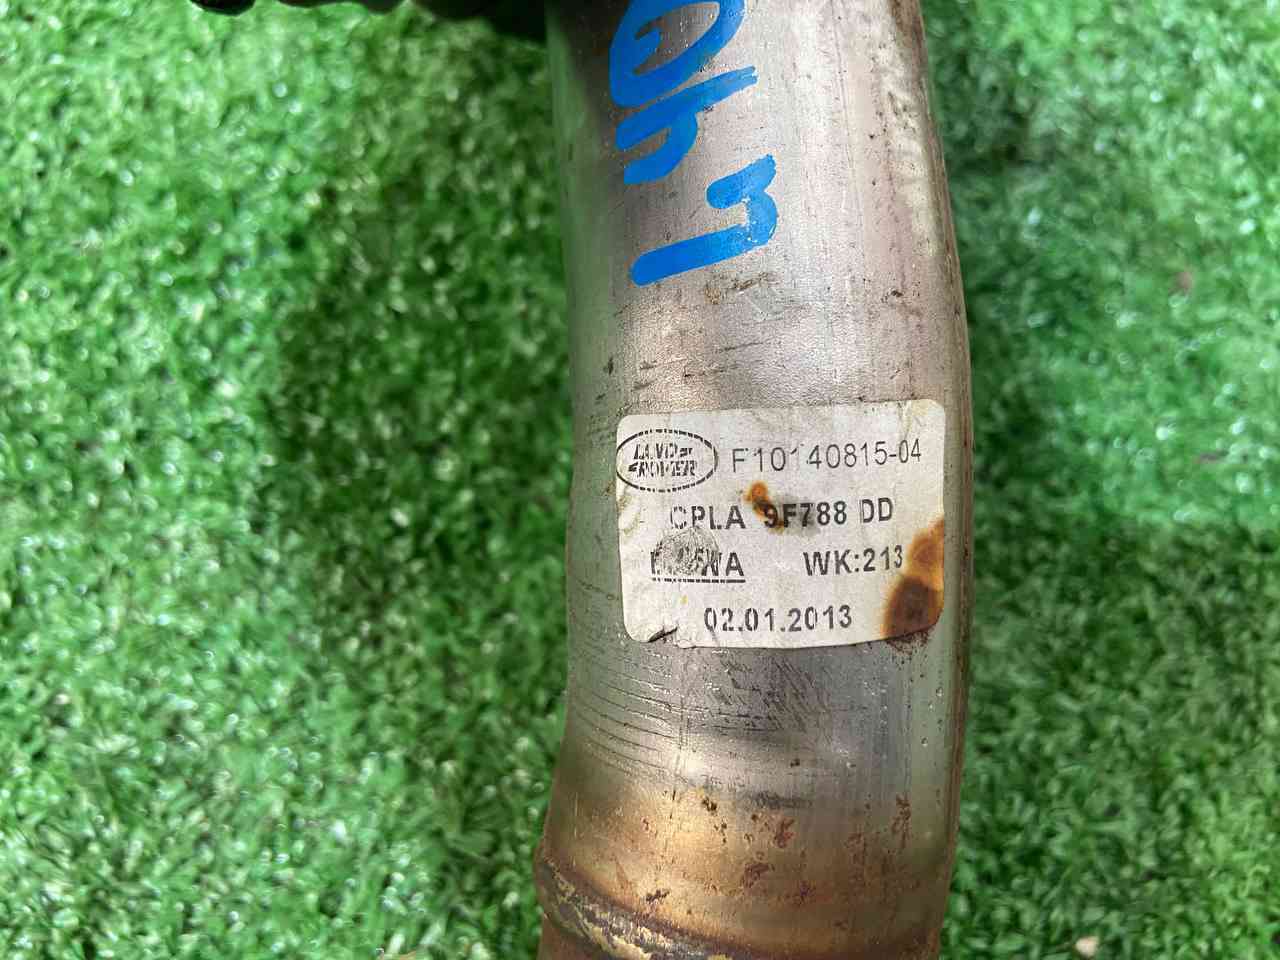 LAND
ROVER
F10140815-04
CPLA 9F788 DD
WK:213
02.01.2013